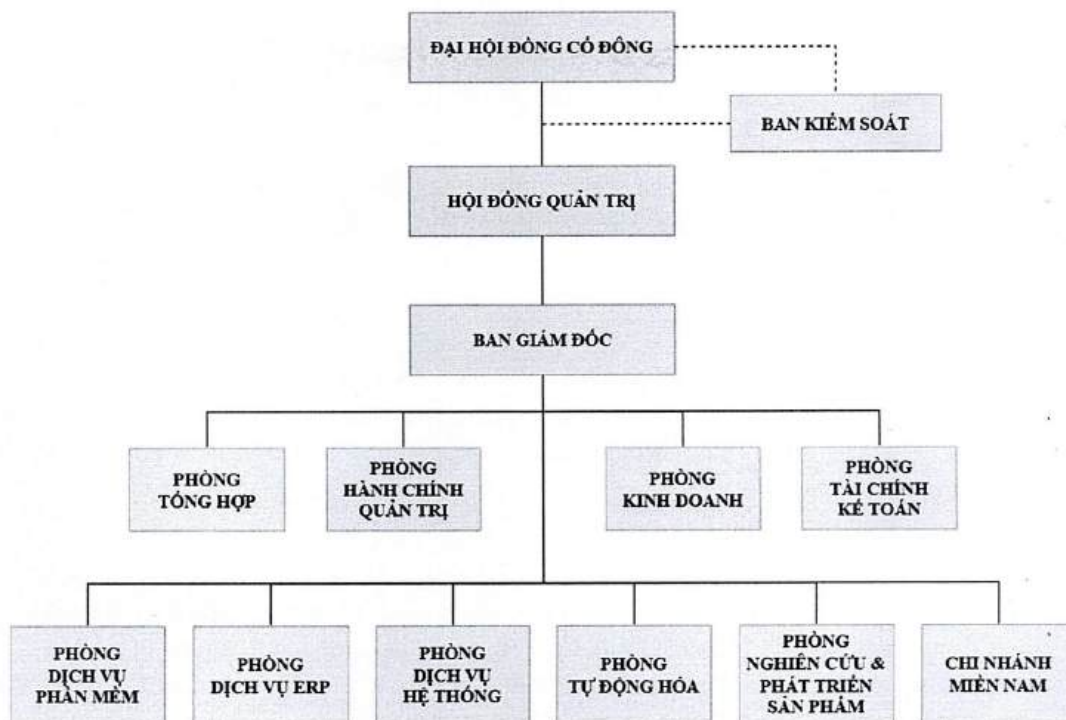 ĐẠI HỘI ĐỒNG CỔ ĐÔNG
BAN KIỂM SOÁT
HỘI ĐỒNG QUẢN TRỊ
BAN GIÁM ĐỐC
PHÒNG
TỔNG HỢP
PHÒNG
HÀNH CHÍNH
QUẢN TRỊ
PHÒNG
KINH DOANH
PHÒNG
TÀI CHÍNH
KẾ TOÁN
PHÒNG
DỊCH VỤ
PHẦN MỀM
PHÒNG
DỊCH VỤ ERP
PHÒNG
DỊCH VỤ
HỆ THỐNG
PHÒNG
TỰ ĐỘNG HÓA
PHÒNG
NGHIÊN CỨU &
PHÁT TRIỂN
SẢN PHẨM
CHI NHÁNH
MIỀN NAM